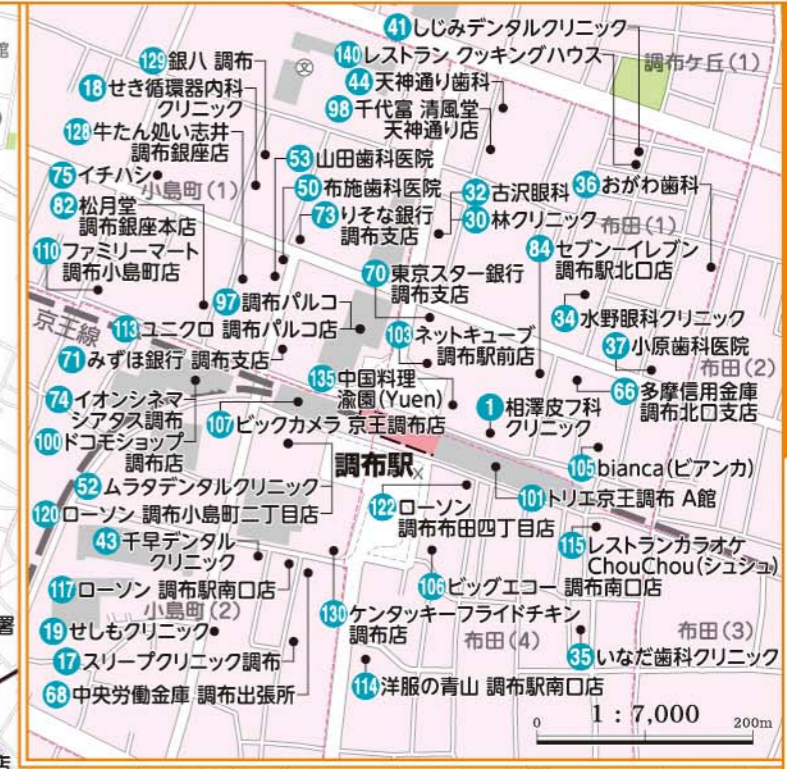 館
41 しじみデンタルクリニック
129 銀八 調布
140 レストラン クッキングハウス
文
調布ケ丘(1)
18 せき循環器内科
クリニック
44 天神通り歯科
98 千代富 清風堂
天神通り店
128 牛たん処い志井
調布銀座店
53 山田歯科医院
75 イチハシ
小島町(1)
50 布施歯科医院
32 古沢眼科
36 おがわ歯科
82 松月堂
調布銀座本店
73 りそな銀行
調布支店
30 林クリニック
布田(1)
110 ファミリーマート
調布小島町店
70 東京スター銀行
調布支店
84 セブン-イレブン
調布駅北口店
97 調布パルコ
京王線
113 ユニクロ 調布パルコ店
103 ネットキューブ
調布駅前店
34 水野眼科クリニック
37 小原歯科医院
71 みずほ銀行 調布支店
布田(2)
135 中国料理
渝園(Yuen)
66 多摩信用金庫
調布北口支店
74 イオンシネマ
シアタス調布
1 相澤皮フ科
クリニック
107 ビックカメラ 京王調布店
100 ドコモショップ
調布店
調布駅
105 bianca(ビアンカ)
52 ムラタデンタルクリニック
101 トリエ京王調布 A館
122 ローソン
調布布田四丁目店
120 ローソン 調布小島町二丁目店
43 千早デンタル
クリニック
115 レストランカラオケ
ChouChou(シュシュ)
117 ローソン 調布駅南口店
106 ビッグエコー 調布南口店
小島町(2)
130 ケンタッキーフライドチキン
調布店
署
19 せしもクリニック
布田(4)
布田(3)
17 スリープクリニック調布
35 いなだ歯科クリニック
68 中央労働金庫 調布出張所
114 洋服の青山 調布駅南口店
1:7,000
0 200m
店